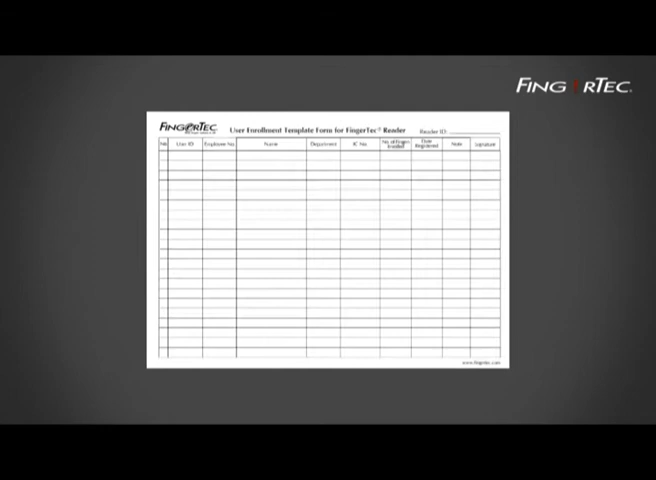 FINGERTEC.
FINGERTEC
User Enrollment Template Form for FingerTec® Reader
Reader ID:
No. User ID Employee No. Name Department IC No. No. of Fingers Enrolled Date Registered Note Signature
www.fingertec.com